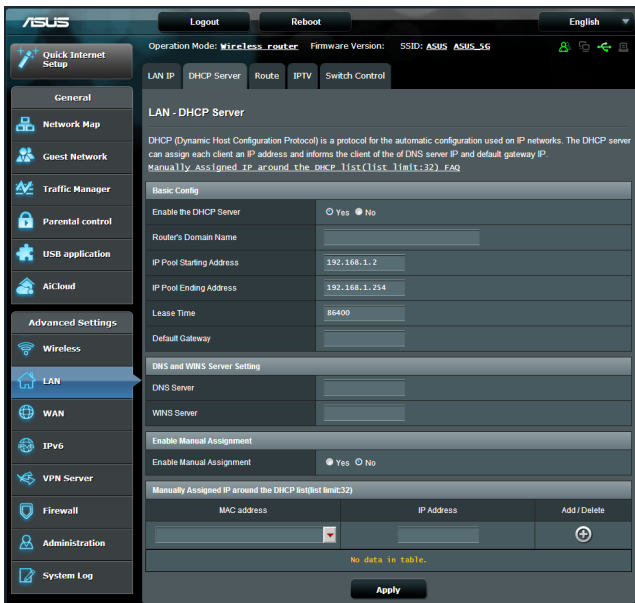 ASUS
Logout
Reboot
English
Quick Internet
Setup
Operation Mode: Wireless router Firmware Version: SSID: ASUS ASUS_5G
LAN IP
DHCP Server
Route
IPTV
Switch Control
General
Network Map
Guest Network
Traffic Manager
Parental control
USB application
AiCloud
Advanced Settings
Wireless
LAN
WAN
IPv6
VPN Server
Firewall
Administration
System Log
LAN - DHCP Server
DHCP (Dynamic Host Configuration Protocol) is a protocol for the automatic configuration used on IP networks. The DHCP server
can assign each client an IP address and informs the client of the of DNS server IP and default gateway IP.
Manually Assigned IP around the DHCP list(list limit:32) FAQ
Basic Config
Enable the DHCP Server Yes No
Router's Domain Name
IP Pool Starting Address 192.168.1.2
IP Pool Ending Address 192.168.1.254
Lease Time 86400
Default Gateway
DNS and WINS Server Setting
DNS Server
WINS Server
Enable Manual Assignment
Enable Manual Assignment Yes No
Manually Assigned IP around the DHCP list(list limit:32)
MAC address IP Address Add / Delete
No data in table.
Apply